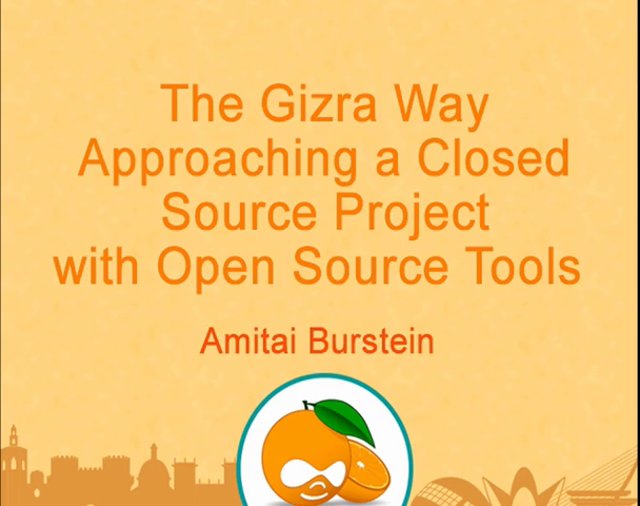 The Gizra Way
Approaching a Closed
Source Project
with Open Source Tools
Amitai Burstein